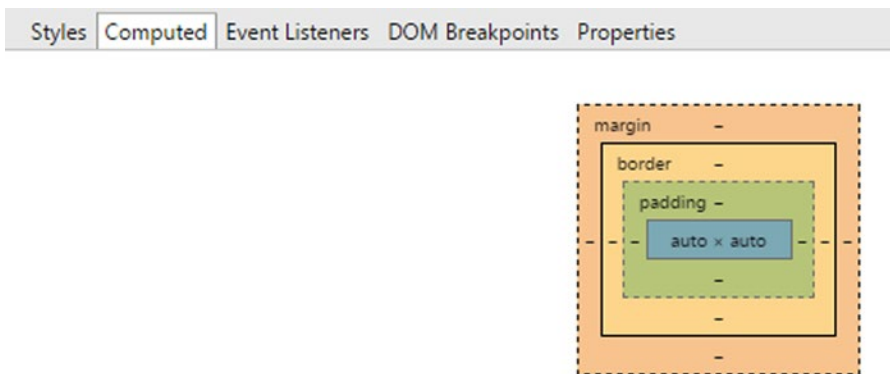 Styles Computed Event Listeners DOM Breakpoints Properties
margin –
border –
padding –
– – – auto × auto – – –
–
–
–